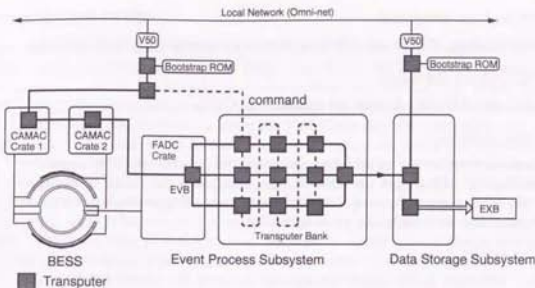 Local Network (Omni-net)
V50
V50
Bootstrap ROM
Bootstrap ROM
command
CAMAC
Crate 1
CAMAC
Crate 2
FADC
Crate
EVB
Transputer Bank
EXB
BESS
Event Process Subsystem
Data Storage Subsystem
Transputer